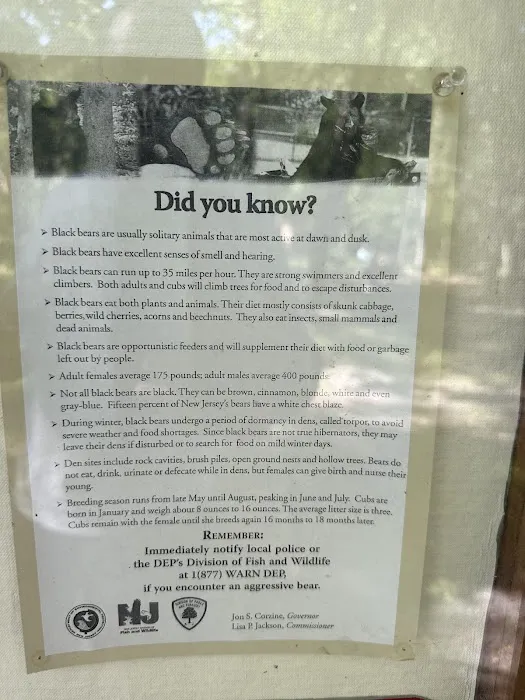 Did you know?
➢ Black bears are usually solitary animals that are most active at dawn and dusk.
➢ Black bears have excellent senses of smell and hearing.
➢ Black bears can run up to 35 miles per hour. They are strong swimmers and excellent
climbers. Both adults and cubs will climb trees for food and to escape disturbances.
➢ Black bears eat both plants and animals. Their diet mostly consists of skunk cabbage,
berries, wild cherries, acorns and beechnuts. They also eat insects, small mammals and
dead animals.
➢ Black bears are opportunistic feeders and will supplement their diet with food or garbage
left out by people.
➢ Adult females average 175 pounds; adult males average 400 pounds.
➢ Not all black bears are black. They can be brown, cinnamon, blonde, white and even
gray-blue. Fifteen percent of New Jersey's bears have a white chest blaze.
➢ During winter, black bears undergo a period of dormancy in dens, called torpor, to avoid
severe weather and food shortages. Since black bears are not true hibernators, they may
leave their dens if disturbed or to search for food on mild winter days.
➢ Den sites include rock cavities, brush piles, open ground nests and hollow trees. Bears do
not eat, drink, urinate or defecate while in dens, but females can give birth and nurse their
young.
➢ Breeding season runs from late May until August, peaking in June and July. Cubs are
born in January and weigh about 8 ounces to 16 ounces. The average litter size is three.
Cubs remain with the female until she breeds again 16 months to 18 months later.
REMEMBER:
Immediately notify local police or
the DEP's Division of Fish and Wildlife
at 1(877) WARN DEP,
if you encounter an aggressive bear.
NJ
Fish and Wildlife
Jon S. Corzine, Governor
Lisa P. Jackson, Commissioner